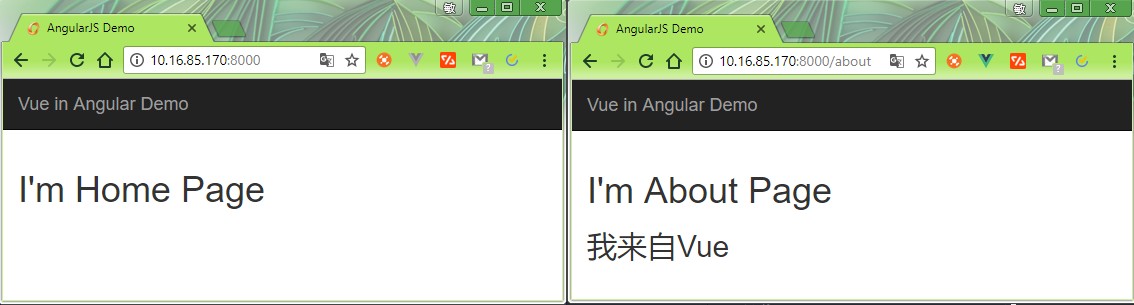 敏
AngularJS Demo
10.16.85.170:8000
Vue in Angular Demo
I'm Home Page
敏
AngularJS Demo
10.16.85.170:8000/about
Vue in Angular Demo
I'm About Page
我来自Vue